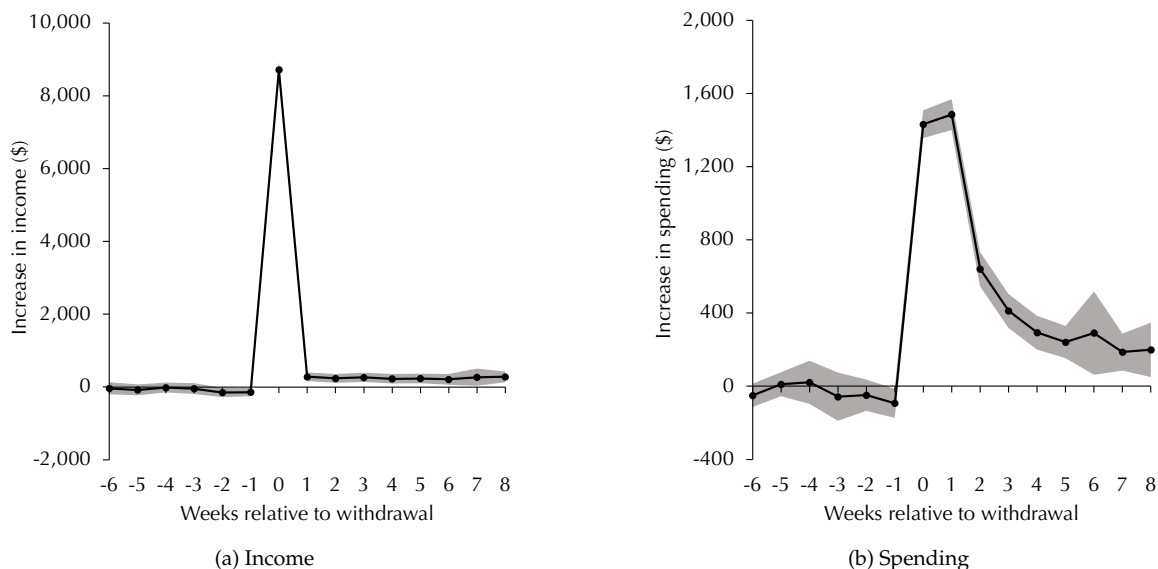 10,000
8,000
6,000
4,000
2,000
0
-2,000
Increase in income ($)
-6 -5 -4 -3 -2 -1 0 1 2 3 4 5 6 7 8
Weeks relative to withdrawal
(a) Income
2,000
1,600
1,200
800
400
0
-400
Increase in spending ($)
-6 -5 -4 -3 -2 -1 0 1 2 3 4 5 6 7 8
Weeks relative to withdrawal
(b) Spending